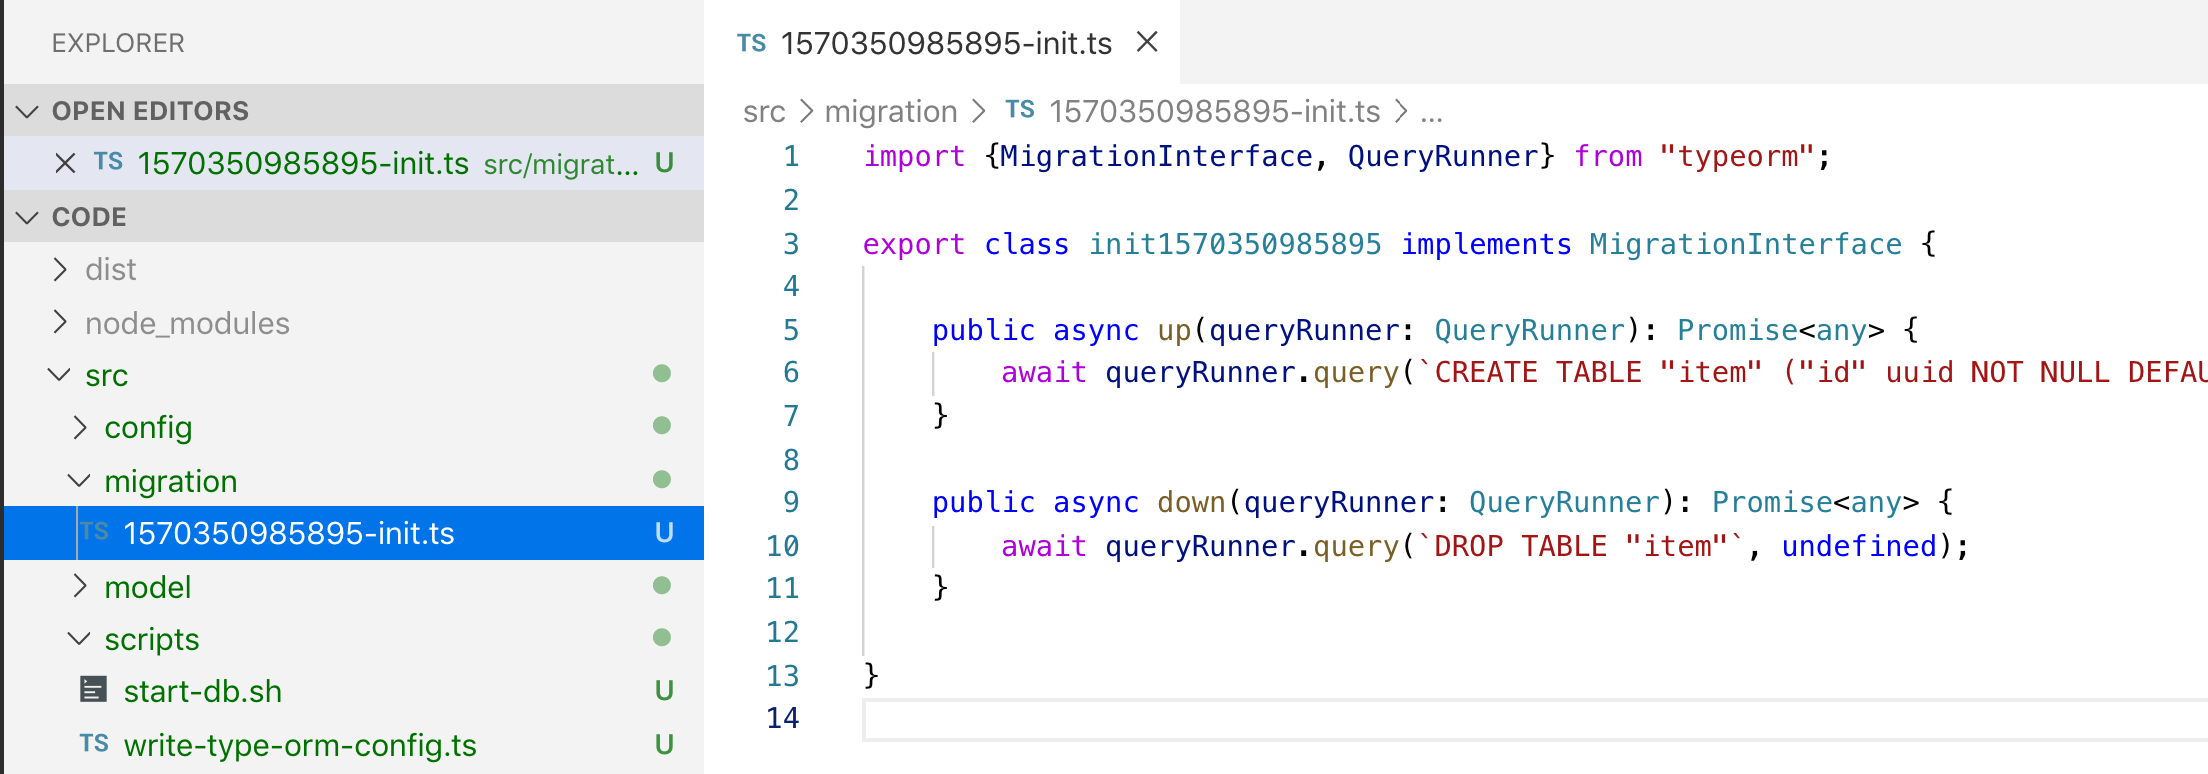 EXPLORER
OPEN EDITORS
TS 1570350985895-init.ts src/migrat... U
CODE
dist
node_modules
src
config
migration
TS 1570350985895-init.ts U
model
scripts
start-db.sh U
TS write-type-orm-config.ts U
TS 1570350985895-init.ts
src > migration > TS 1570350985895-init.ts > ...
1 import {MigrationInterface, QueryRunner} from "typeorm";
2
3 export class init1570350985895 implements MigrationInterface {
4
5 public async up(queryRunner: QueryRunner): Promise<any> {
6 await queryRunner.query(`CREATE TABLE "item" ("id" uuid NOT NULL DEFAU
7 }
8
9 public async down(queryRunner: QueryRunner): Promise<any> {
10 await queryRunner.query(`DROP TABLE "item"`, undefined);
11 }
12
13 }
14